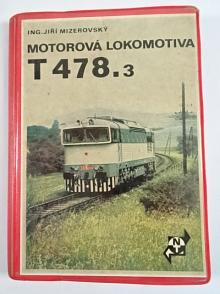 ING. JIŘÍ MIZEROVSKÝ
MOTOROVÁ LOKOMOTIVA
T 478.3
N